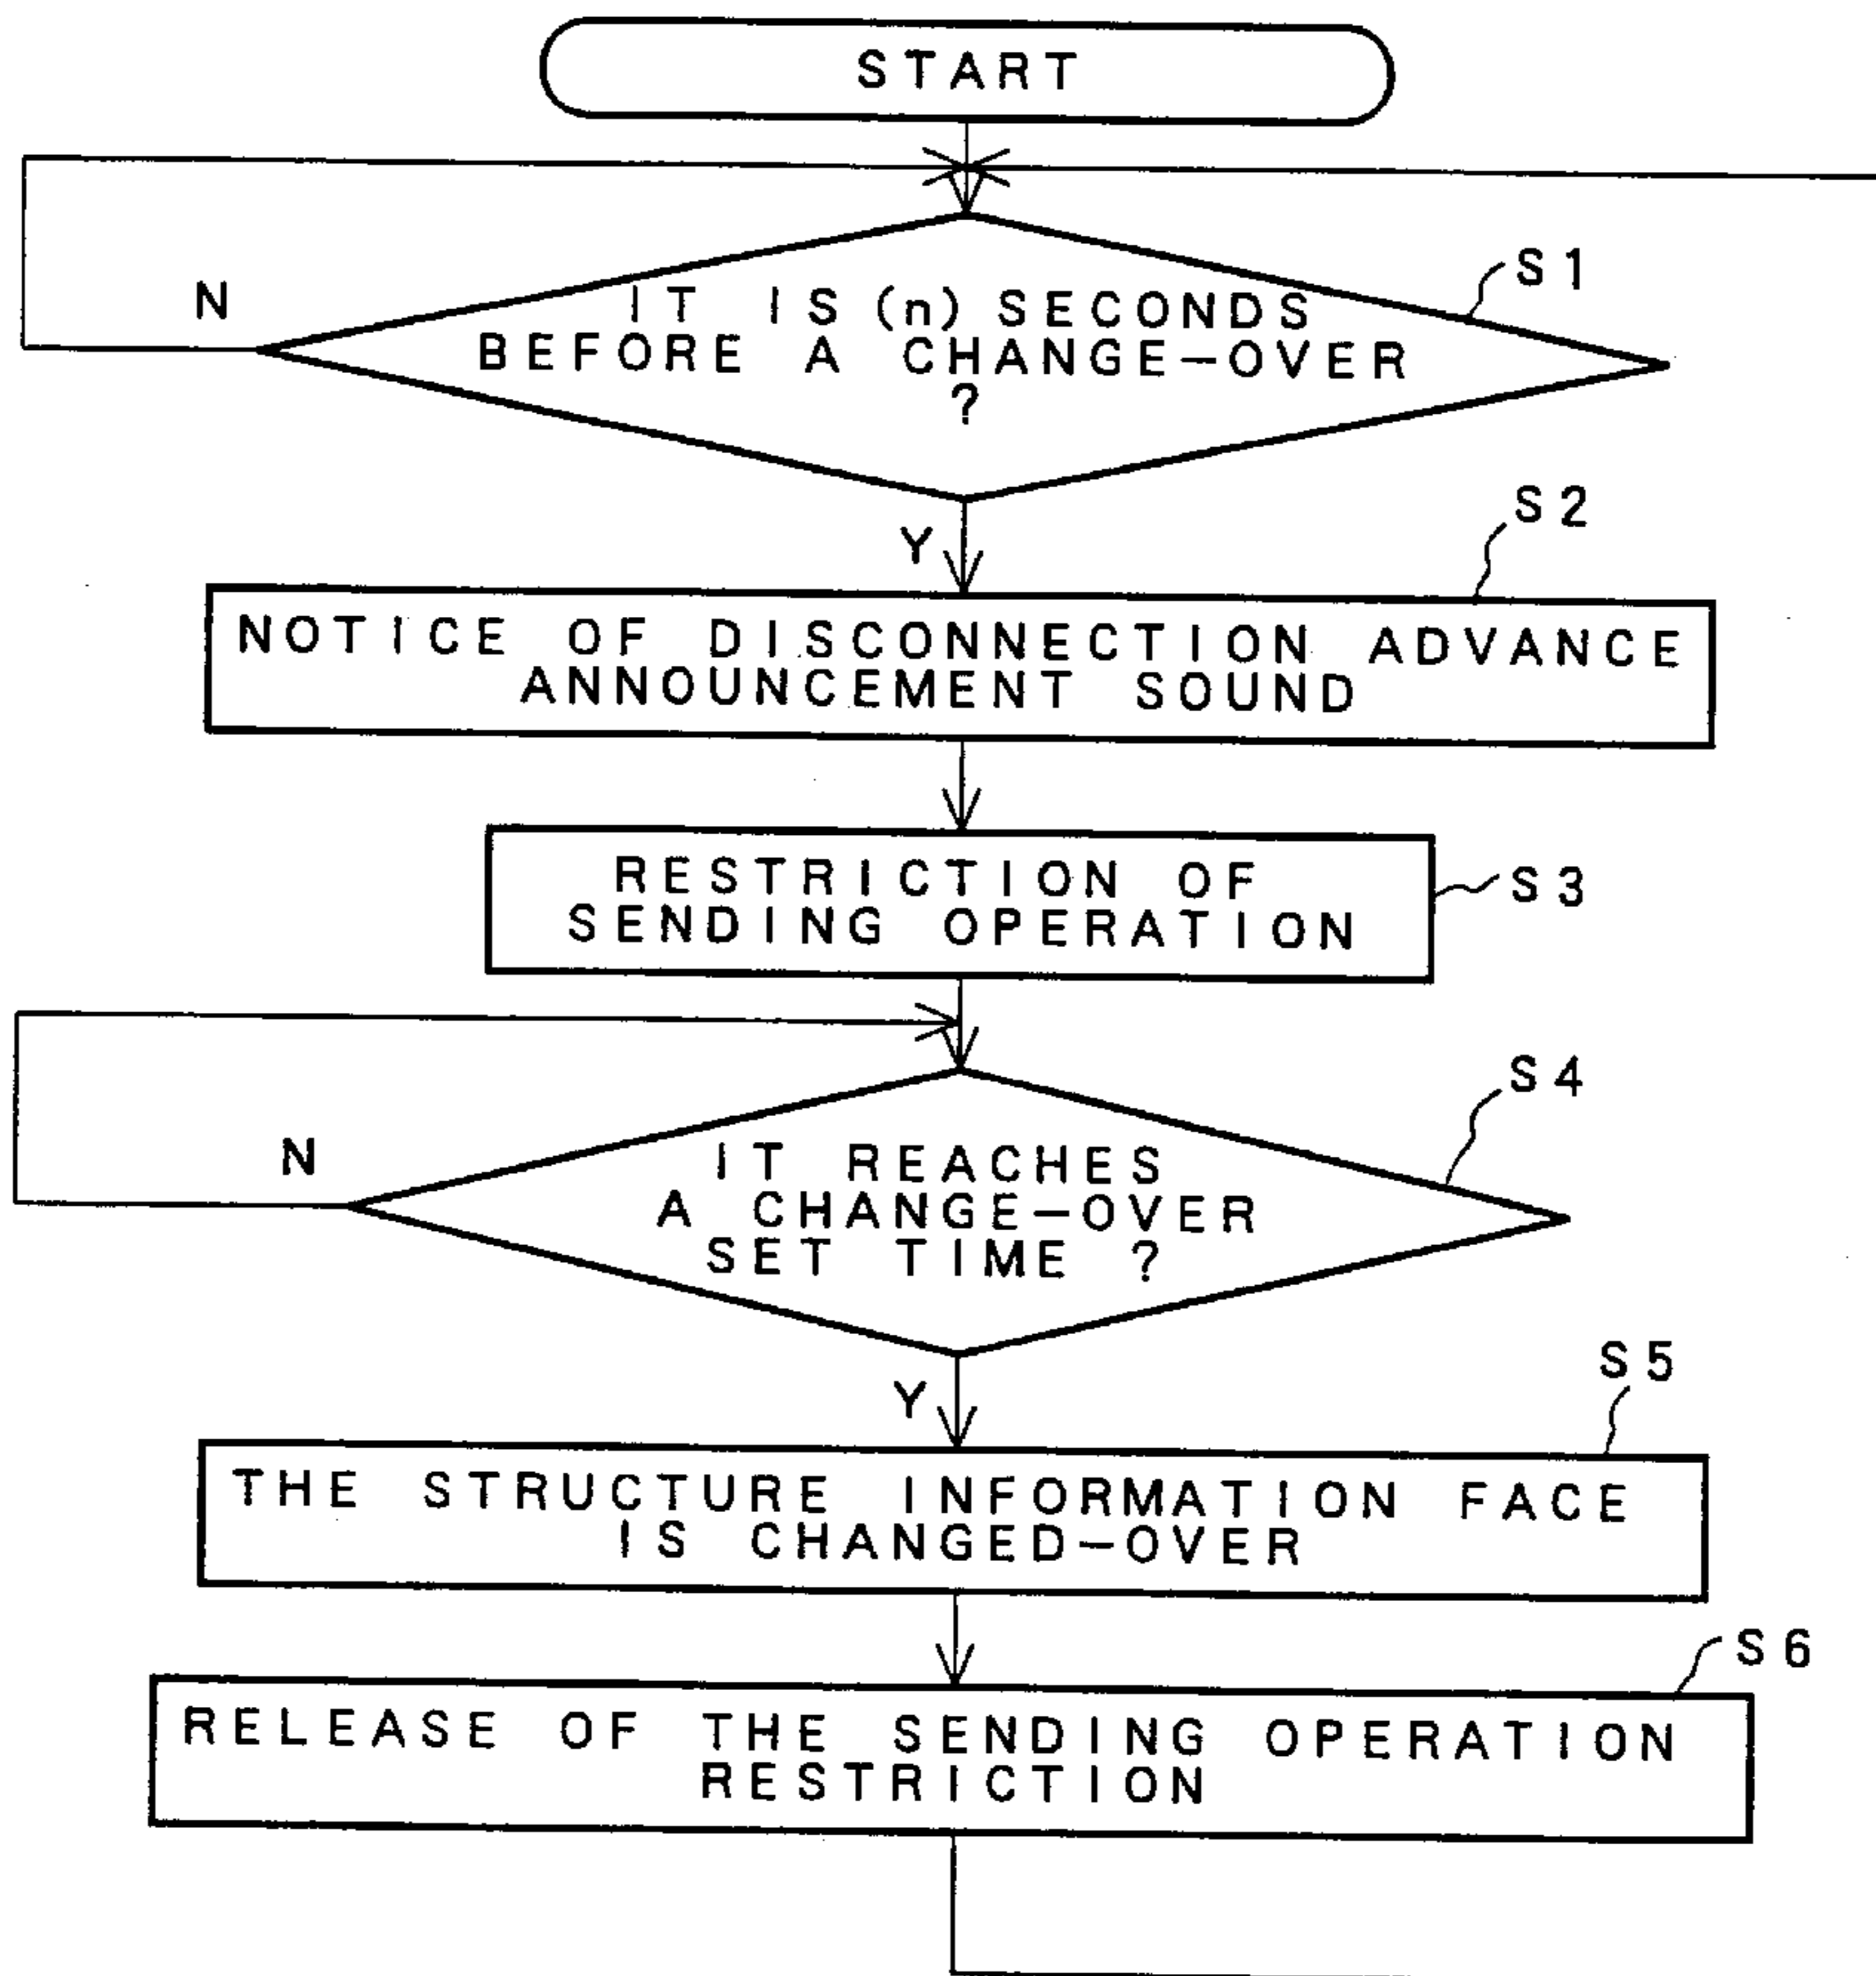 START
S1
N
IT IS (n) SECONDS
BEFORE A CHANGE-OVER
?
Y
S2
NOTICE OF DISCONNECTION ADVANCE
ANNOUNCEMENT SOUND
RESTRICTION OF
SENDING OPERATION
S3
S4
N
IT REACHES
A CHANGE-OVER
SET TIME ?
Y
S5
THE STRUCTURE INFORMATION FACE
IS CHANGED-OVER
S6
RELEASE OF THE SENDING OPERATION
RESTRICTION